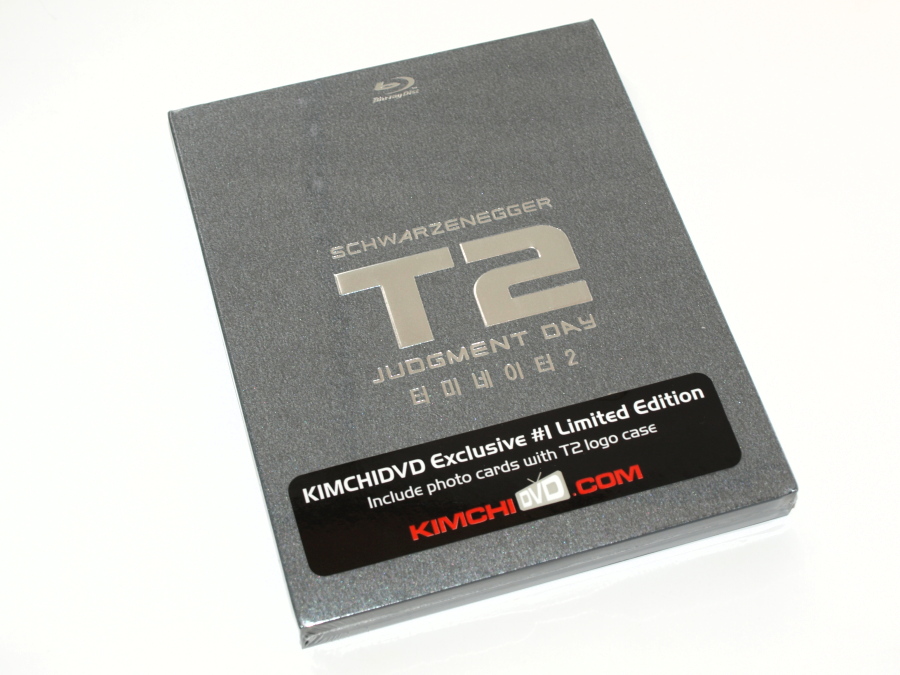 Blu-ray Disc
SCHWARZENEGGER
T2
JUDGMENT DAY
터미네이터 2
KIMCHIDVD Exclusive #1 Limited Edition
Include photo cards with T2 logo case
KIMCHIDVD.COM